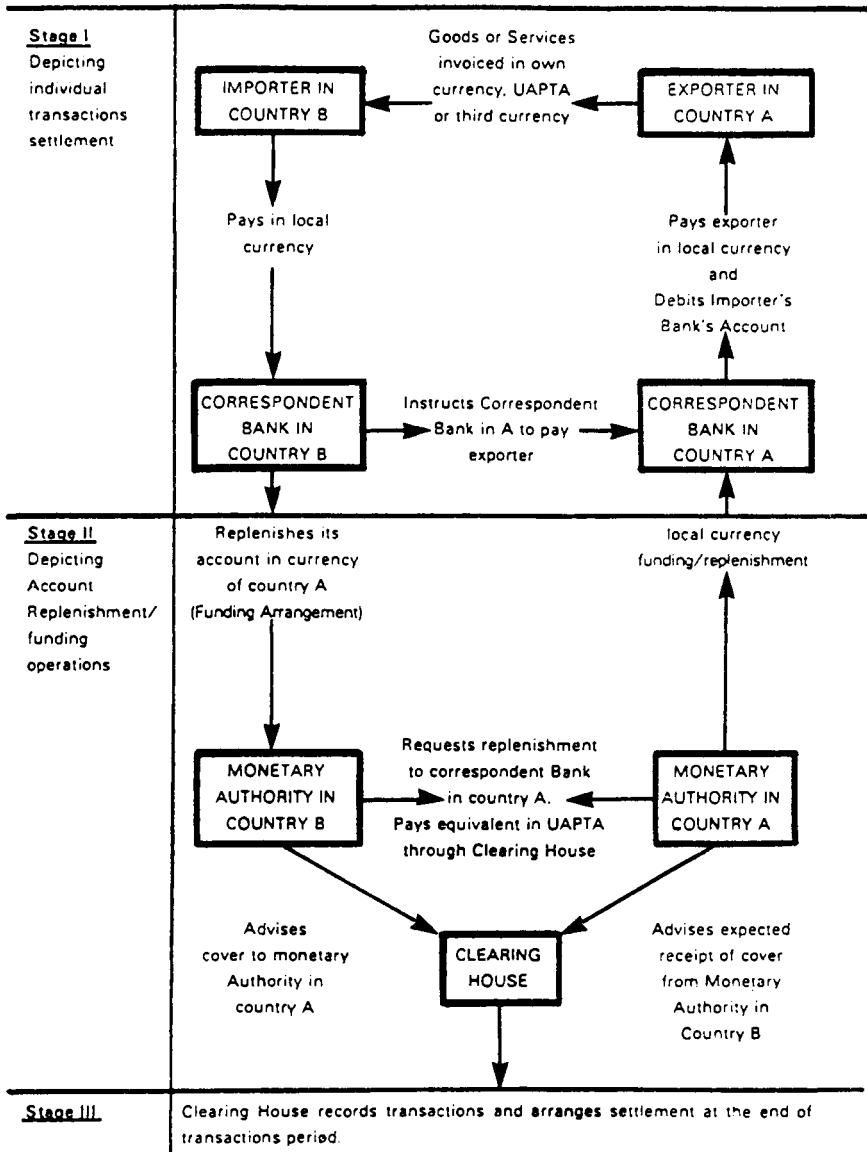 Stage I
Depicting
individual
transactions
settlement
Goods or Services
invoiced in own
currency, UAPTA
or third currency
IMPORTER IN
COUNTRY B
EXPORTER IN
COUNTRY A
Pays in local
currency
Pays exporter
in local currency
and
Debits Importer's
Bank's Account
CORRESPONDENT
BANK IN
COUNTRY B
Instructs Correspondent
Bank in A to pay
exporter
CORRESPONDENT
BANK IN
COUNTRY A
Stage II
Depicting
Account
Replenishment/
funding
operations
Replenishes its
account in currency
of country A
(Funding Arrangement)
local currency
funding/replenishment
MONETARY
AUTHORITY IN
COUNTRY B
Requests replenishment
to correspondent Bank
in country A.
Pays equivalent in UAPTA
through Clearing House
MONETARY
AUTHORITY IN
COUNTRY A
Advises
cover to monetary
Authority in
country A
CLEARING
HOUSE
Advises expected
receipt of cover
from Monetary
Authority in
Country B
Stage III
Clearing House records transactions and arranges settlement at the end of
transactions period.